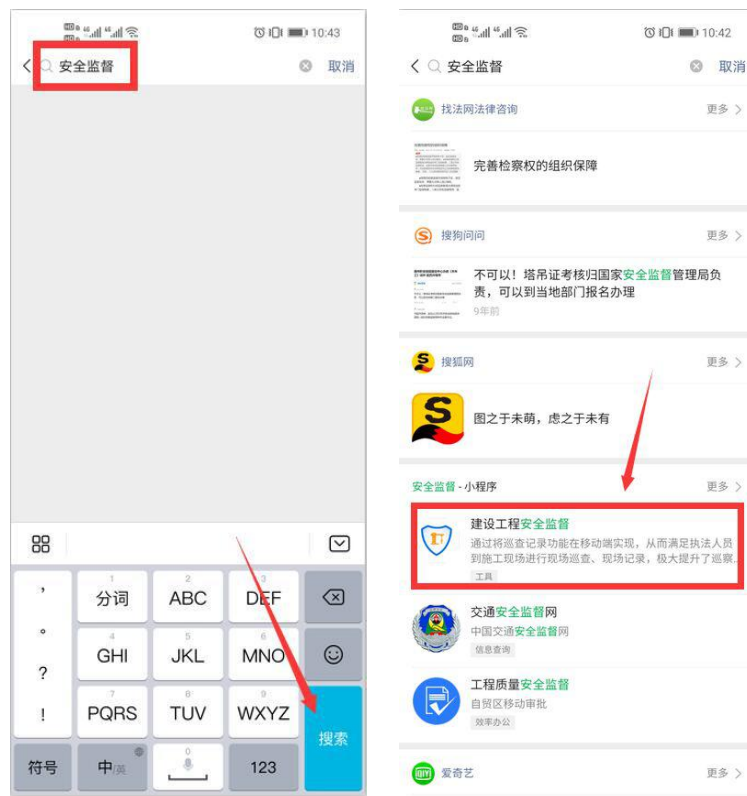 10:43
安全监督
取消
，
。
?
!
1
分词
2
ABC
3
DEF
4
GHI
5
JKL
6
MNO
7
PQRS
8
TUV
9
WXYZ
搜索
符号
中/英
0
123
10:42
安全监督
取消
找法网法律咨询 更多
完善检察权的组织保障
搜狗问问 更多
不可以！塔吊证考核归国家安全监督管理局负
责，可以到当地部门报名办理
9年前
搜狐网 更多
图之于未萌，虑之于未有
安全监督 - 小程序 更多
建设工程安全监督
通过将巡查记录功能在移动端实现，从而满足执法人员
到施工现场进行现场巡查、现场记录，极大提升了巡察...
工具
交通安全监督网
中国交通安全监督网
信息查询
工程质量安全监督
自贸区移动审批
效率办公
爱奇艺 更多